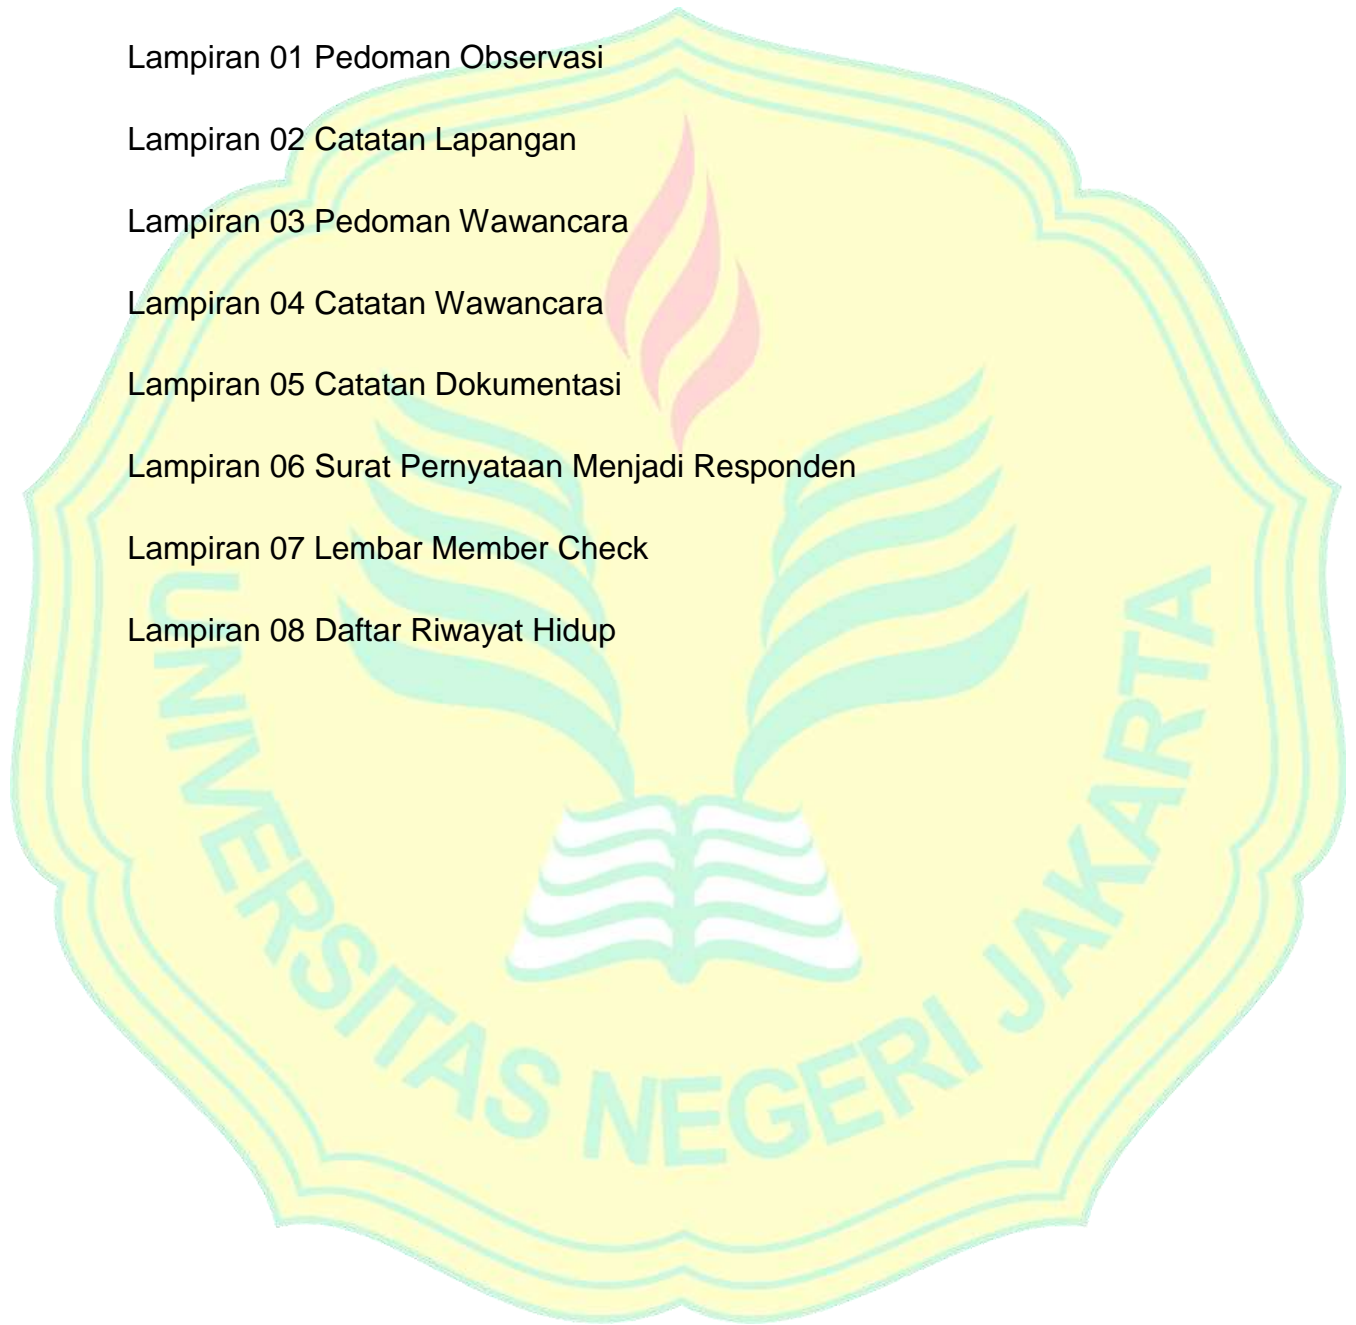 Lampiran 01 Pedoman Observasi
Lampiran 02 Catatan Lapangan
Lampiran 03 Pedoman Wawancara
Lampiran 04 Catatan Wawancara
Lampiran 05 Catatan Dokumentasi
Lampiran 06 Surat Pernyataan Menjadi Responden
Lampiran 07 Lembar Member Check
Lampiran 08 Daftar Riwayat Hidup
UNIVERSITAS NEGERI JAKARTA